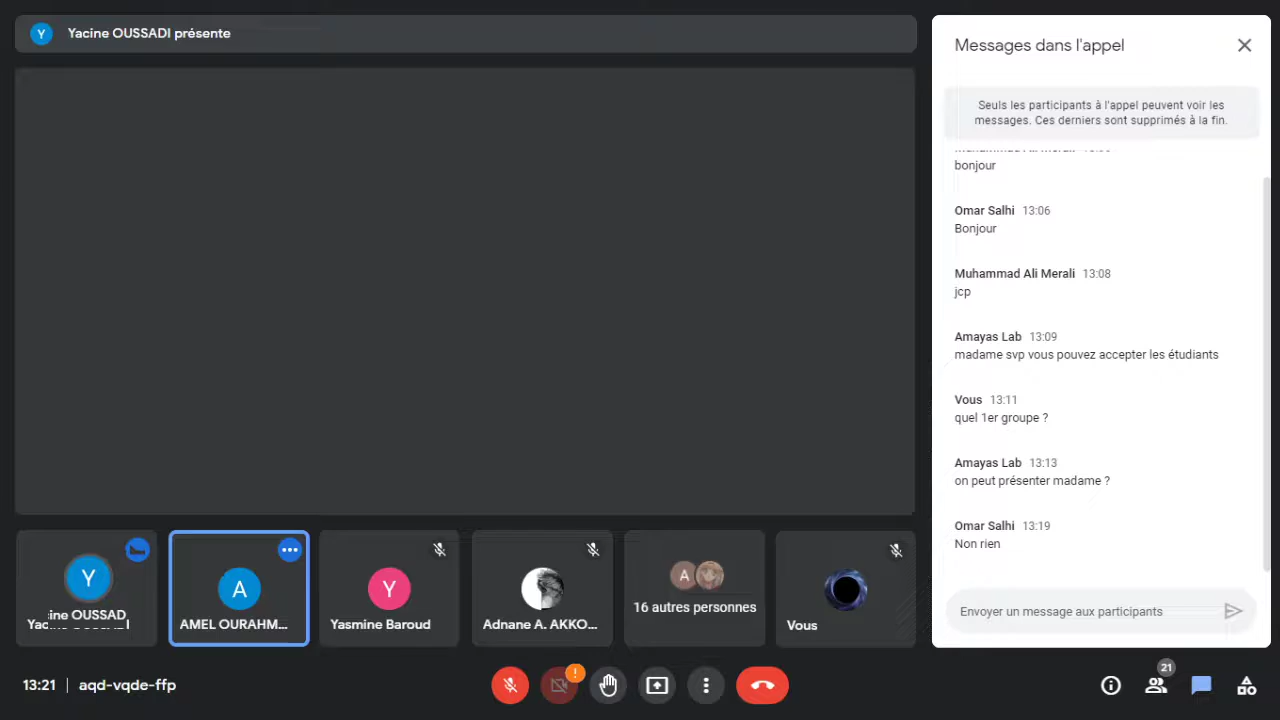 Y
Yacine OUSSADI présente
Messages dans l'appel
Seuls les participants à l'appel peuvent voir les
messages. Ces derniers sont supprimés à la fin.
bonjour
Omar Salhi 13:06
Bonjour
Muhammad Ali Merali 13:08
jcp
Amayas Lab 13:09
madame svp vous pouvez accepter les étudiants
Vous 13:11
quel 1er groupe ?
Amayas Lab 13:13
on peut présenter madame ?
Omar Salhi 13:19
Non rien
Envoyer un message aux participants
Y
Yacine OUSSADI
A
AMEL OURAHM...
Y
Yasmine Baroud
Adnane A. AKKO...
A
16 autres personnes
Vous
13:21 | aqd-vqde-ffp
!
21